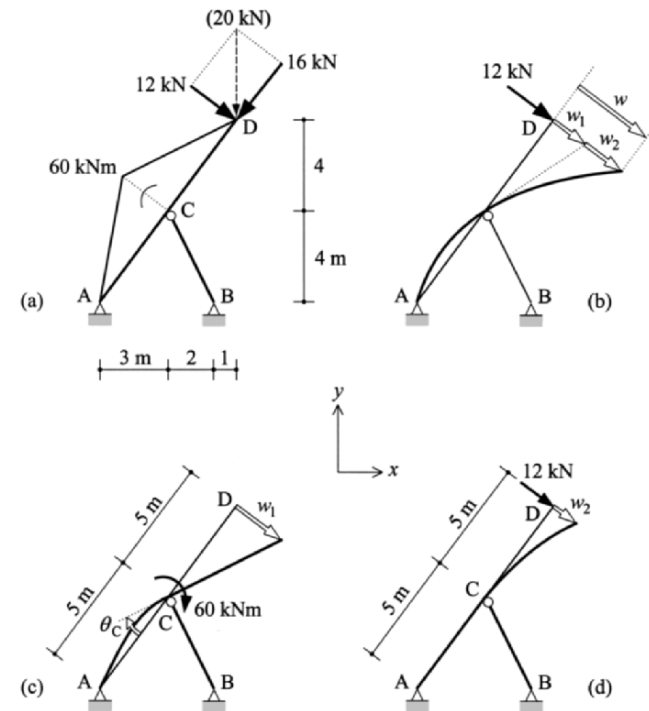 (20 kN)
12 kN
16 kN
D
60 kNm
4
C
4 m
A
B
(a)
3 m
2
1
12 kN
D
w₁
w
w₂
A
B
(b)
y
x
5 m
5 m
D
w₁
60 kNm
θC
C
A
B
(c)
5 m
5 m
12 kN
D
w₂
C
A
B
(d)